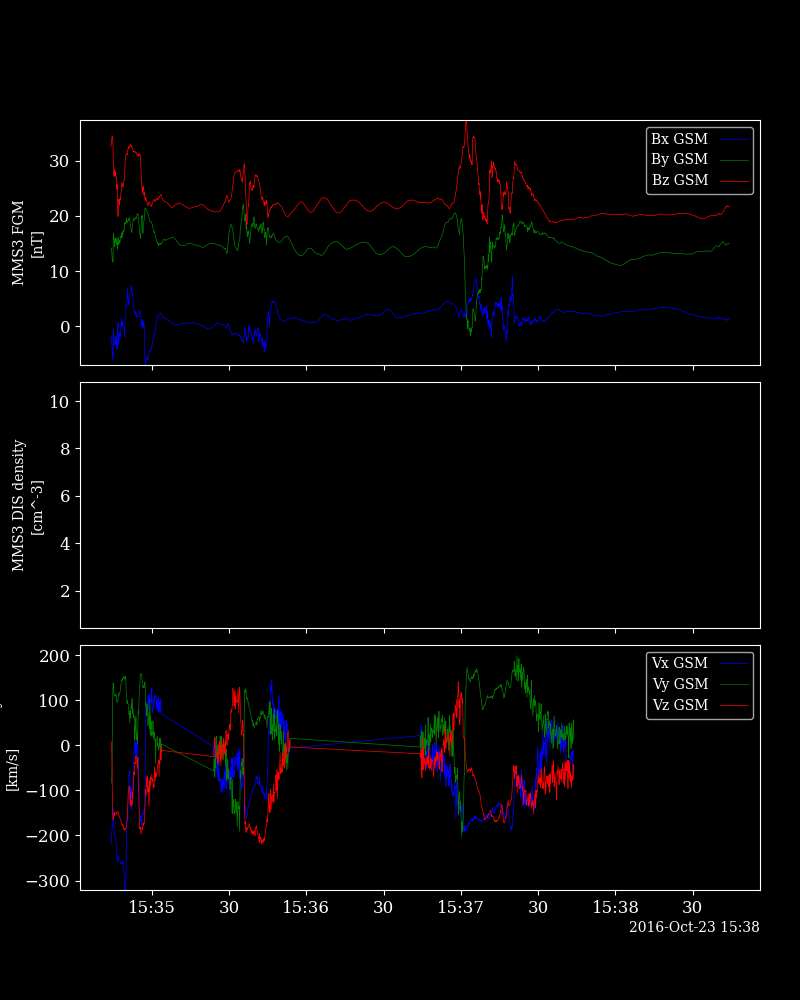 MMS3 FGM
[nT]
30
20
10
0
Bx GSM
By GSM
Bz GSM
MMS3 DIS density
[cm^-3]
10
8
6
4
2
[km/s]
200
100
0
−100
−200
−300
Vx GSM
Vy GSM
Vz GSM
15:35
30
15:36
30
15:37
30
15:38
30
2016-Oct-23 15:38